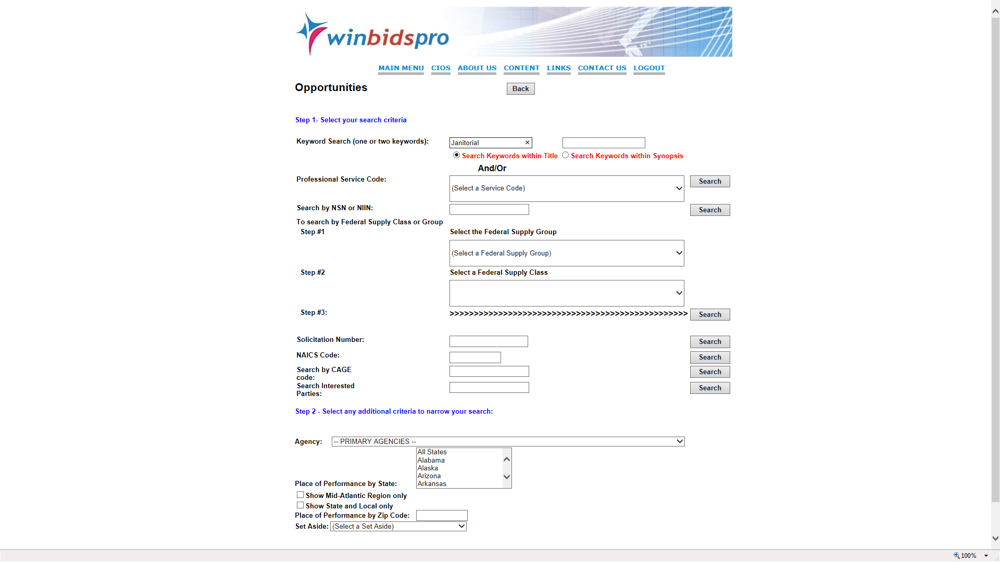 winbidspro
MAIN MENU CIOS ABOUT US CONTENT LINKS CONTACT US LOGOUT
Opportunities Back
Step 1- Select your search criteria
Keyword Search (one or two keywords): Janitorial ×
Search Keywords within Title Search Keywords within Synopsis
And/Or
Professional Service Code: (Select a Service Code) Search
Search by NSN or NIIN: Search
To search by Federal Supply Class or Group
Step #1 Select the Federal Supply Group
(Select a Federal Supply Group)
Step #2 Select a Federal Supply Class
Step #3: >>>>>>>>>>>>>>>>>>>>>>>>>>>>>>>>>>>>>>>>>>>>>>>>> Search
Solicitation Number: Search
NAICS Code: Search
Search by CAGE
code: Search
Search Interested
Parties: Search
Step 2 - Select any additional criteria to narrow your search:
Agency: -- PRIMARY AGENCIES --
All States
Alabama
Alaska
Arizona
Arkansas
Place of Performance by State:
Show Mid-Atlantic Region only
Show State and Local only
Place of Performance by Zip Code:
Set Aside: (Select a Set Aside)
100%